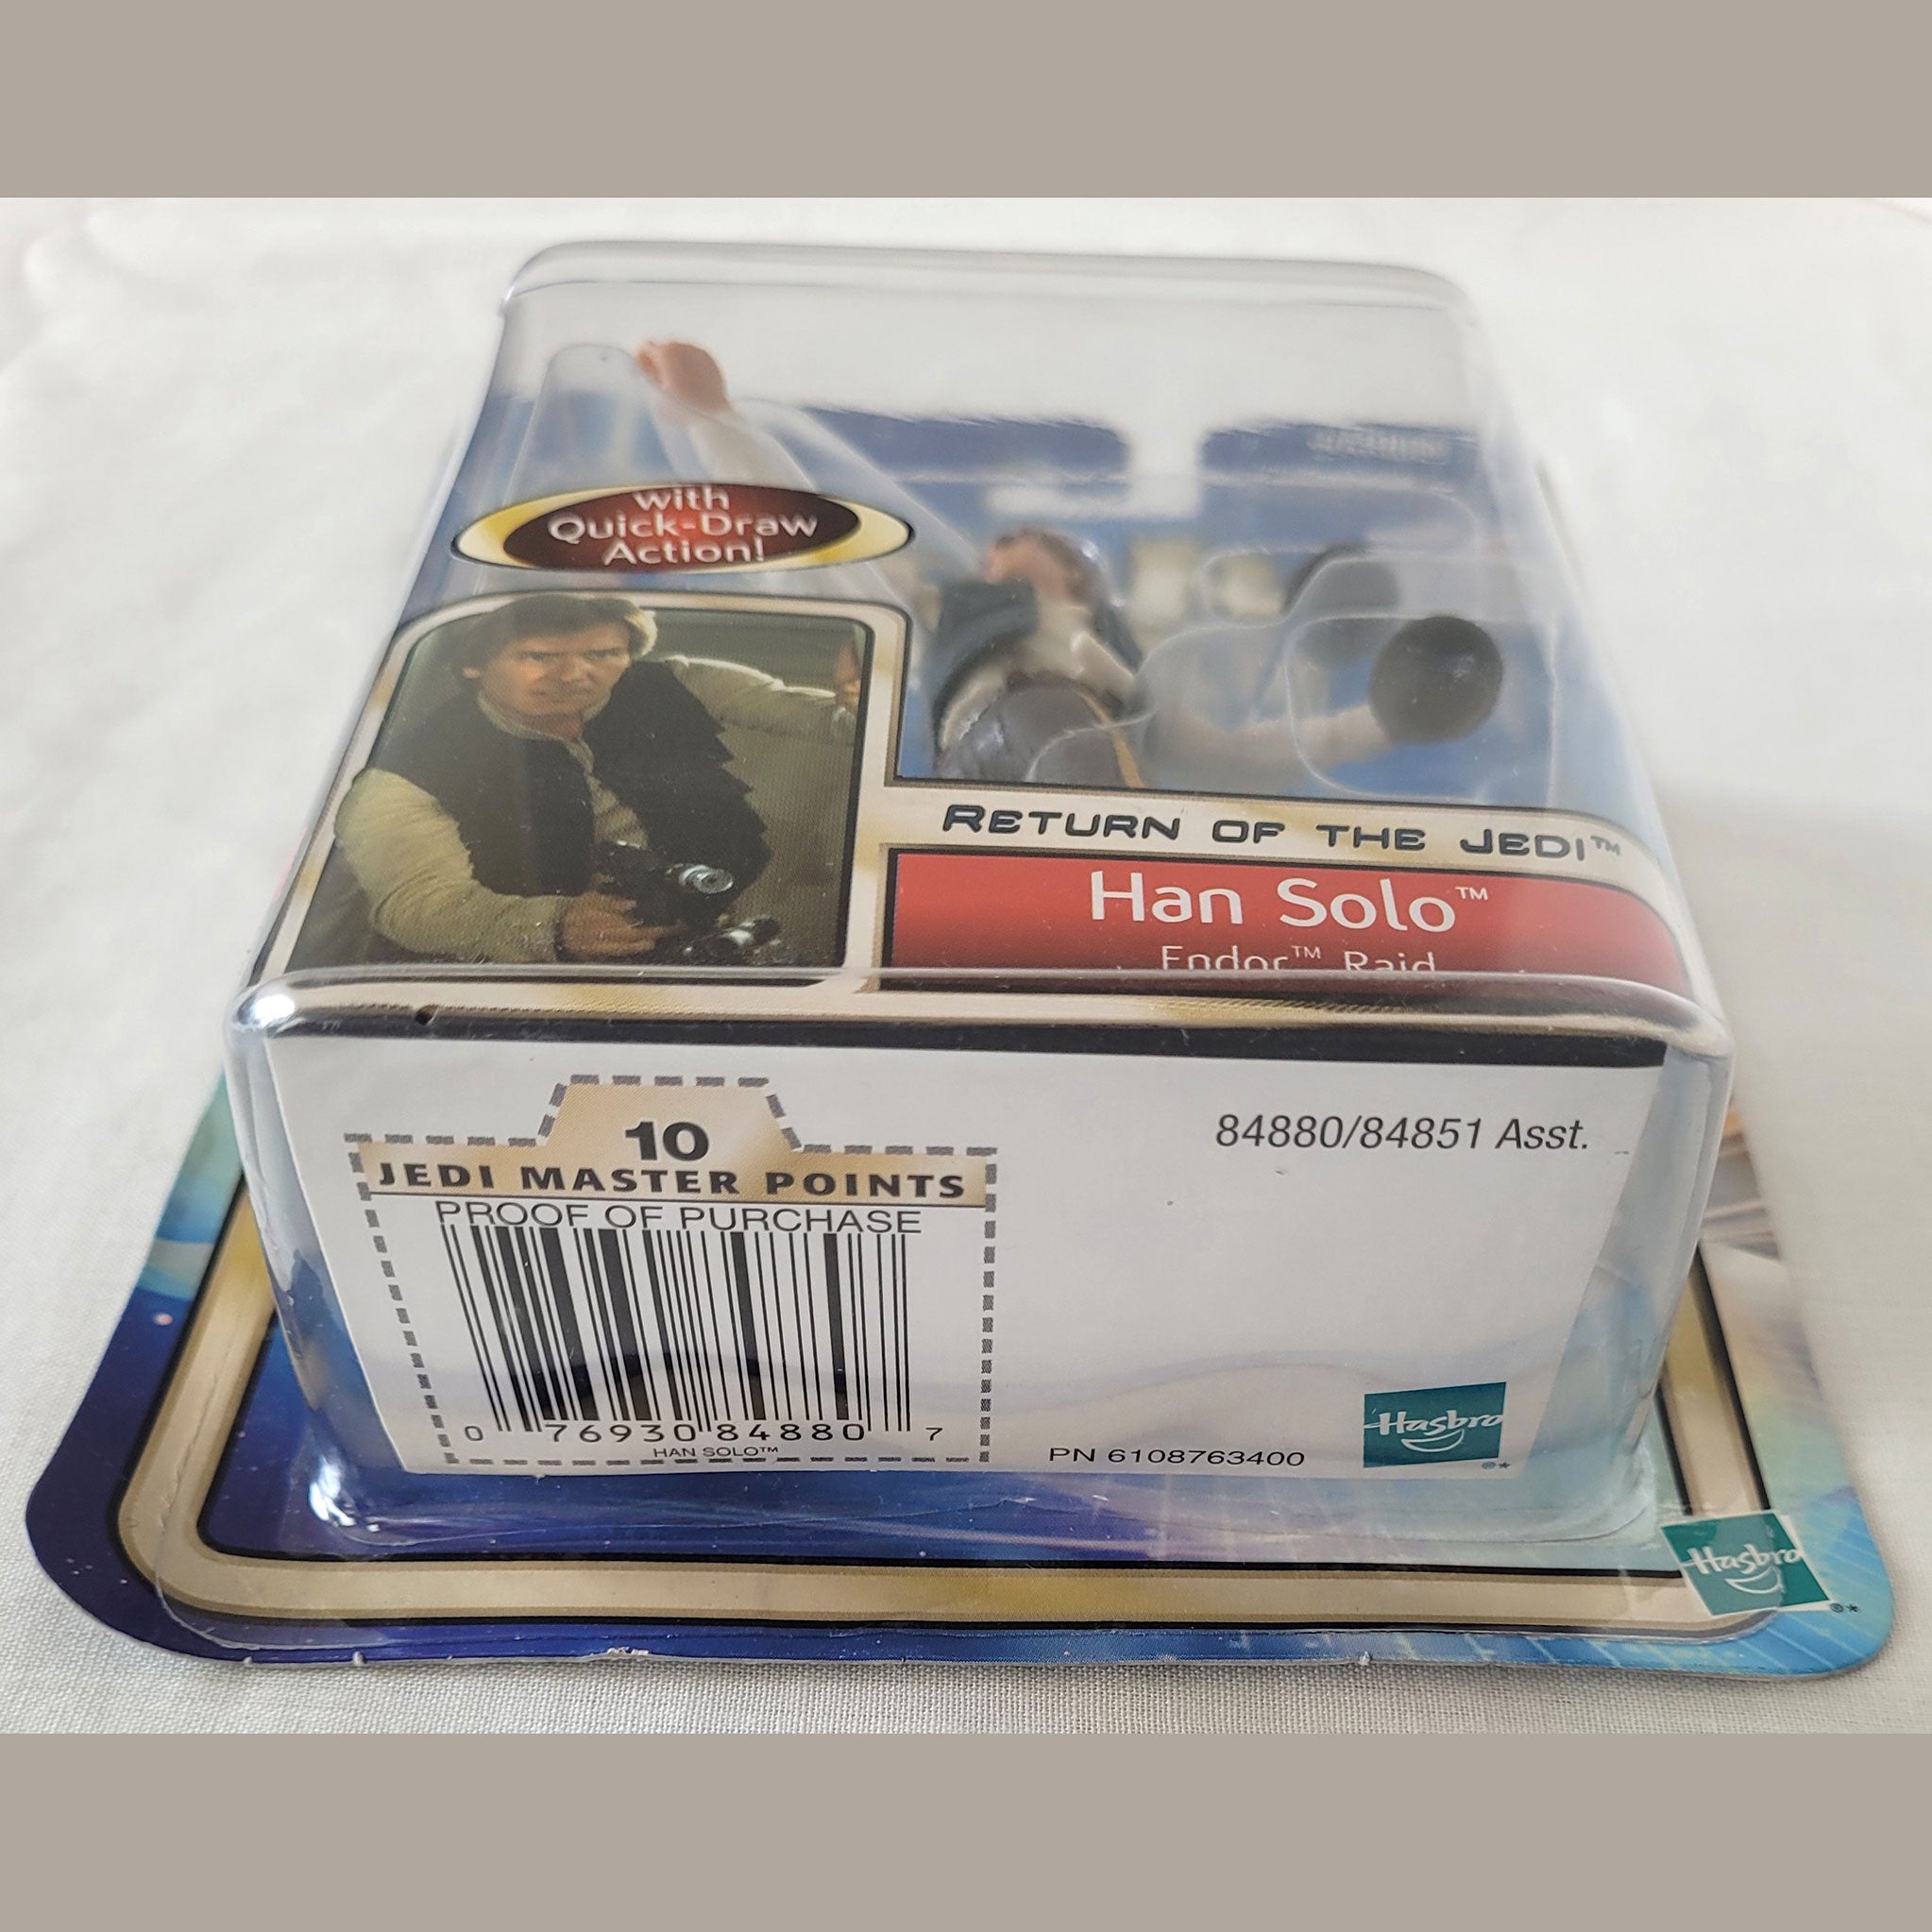 with
Quick-Draw
Action!
RETURN OF THE JEDI™
Han Solo™
Endor™ Raid
10
JEDI MASTER POINTS
PROOF OF PURCHASE
0 76930 84880 7
HAN SOLO™
84880/84851 Asst.
PN 6108763400
Hasbro
®*
Hasbro
®*